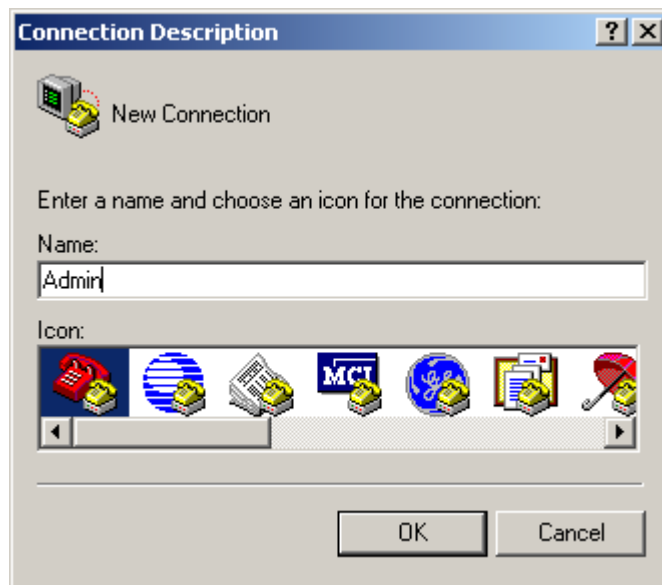 Connection Description
New Connection
Enter a name and choose an icon for the connection:
Name:
Admin
Icon:
MCI
OK
Cancel